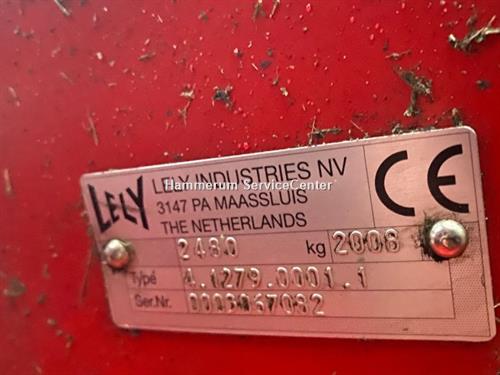 LELY
LELY INDUSTRIES NV
Hammerum ServiceCenter
3147 PA MAASSLUIS
THE NETHERLANDS
CE
2480 kg 2008
Type 4.1279.0001.1
Ser.Nr.